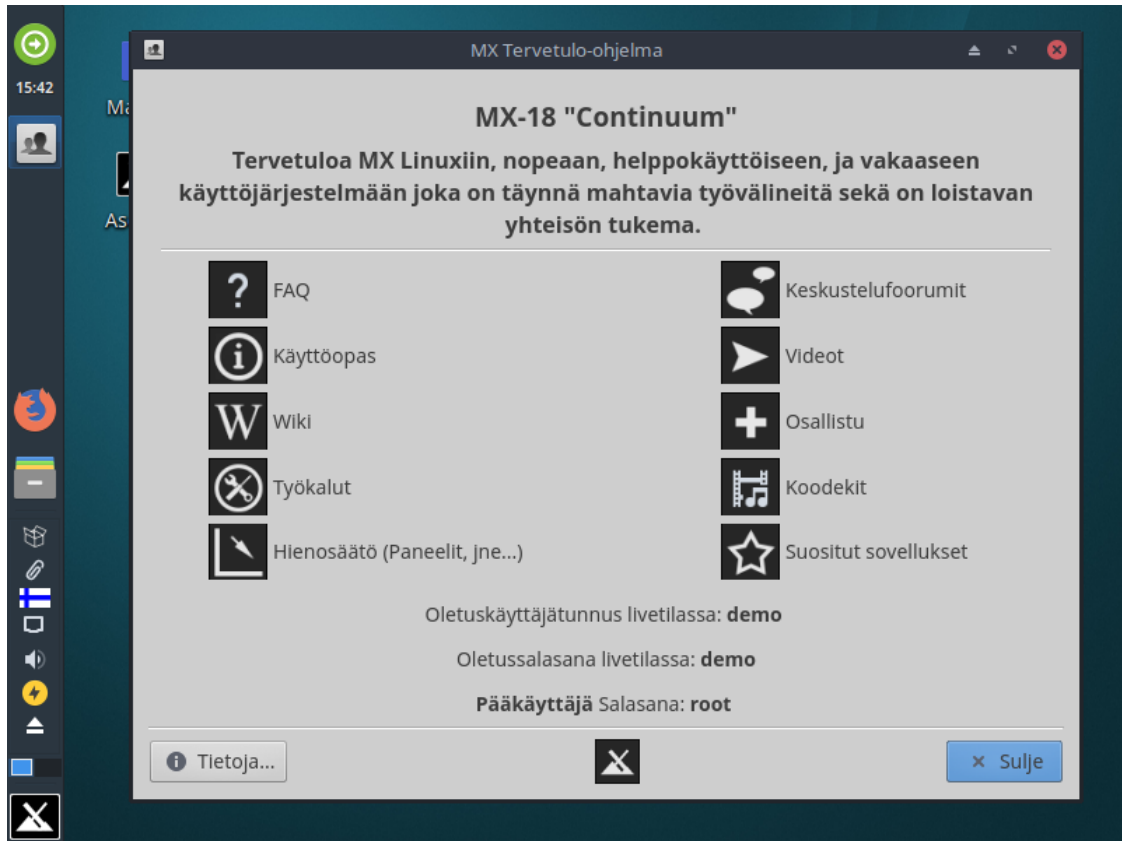 MX Tervetulo-ohjelma
15:42
Ma
As
MX-18 "Continuum"
Tervetuloa MX Linuxiin, nopeaan, helppokäyttöiseen, ja vakaaseen
käyttöjärjestelmään joka on täynnä mahtavia työvälineitä sekä on loistavan
yhteisön tukema.
FAQ
Keskustelufoorumit
Käyttöopas
Videot
Wiki
Osallistu
Työkalut
Koodekit
Hienosäätö (Paneelit, jne...)
Suositut sovellukset
Oletuskäyttäjätunnus livetilassa: demo
Oletussalasana livetilassa: demo
Pääkäyttäjä Salasana: root
Tietoja...
Sulje